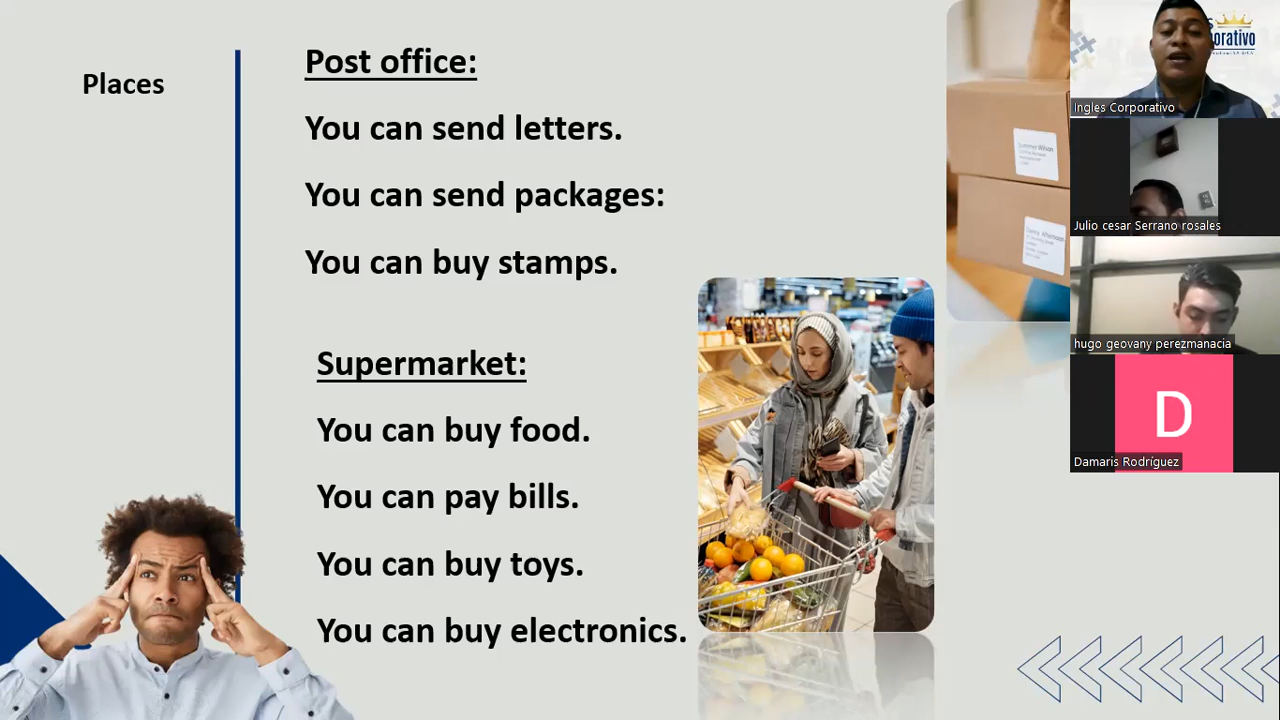 Places
Post office:
You can send letters.
You can send packages:
You can buy stamps.
Supermarket:
You can buy food.
You can pay bills.
You can buy toys.
You can buy electronics.
Ingles Corporativo
Julio cesar Serrano rosales
hugo geovany perezmanacia
D
Damaris Rodríguez